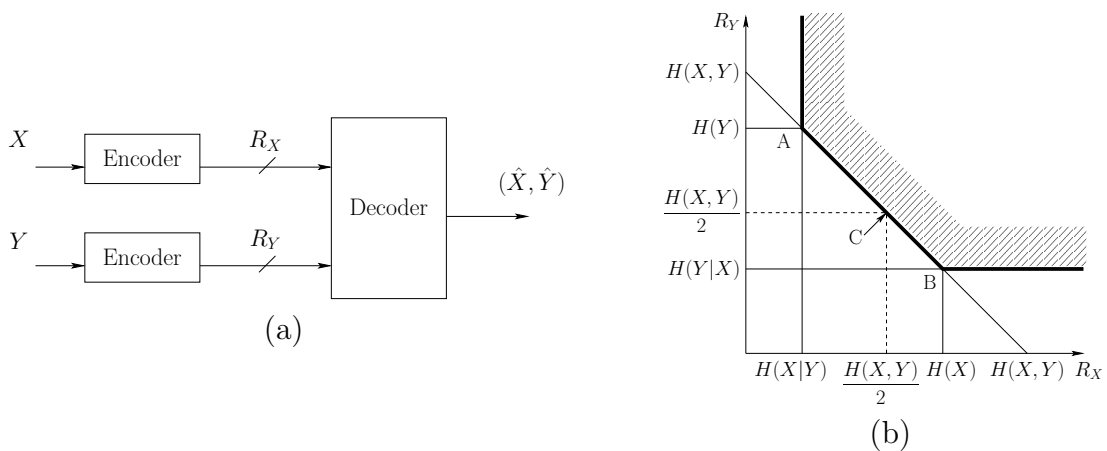 X
Encoder
R_X
Y
Encoder
R_Y
Decoder
(X̂, Ŷ)
(a)
R_Y
H(X, Y)
H(Y)
A
H(X, Y)
2
C
H(Y|X)
B
H(X|Y)
H(X, Y)
2
H(X)
H(X, Y)
R_X
(b)